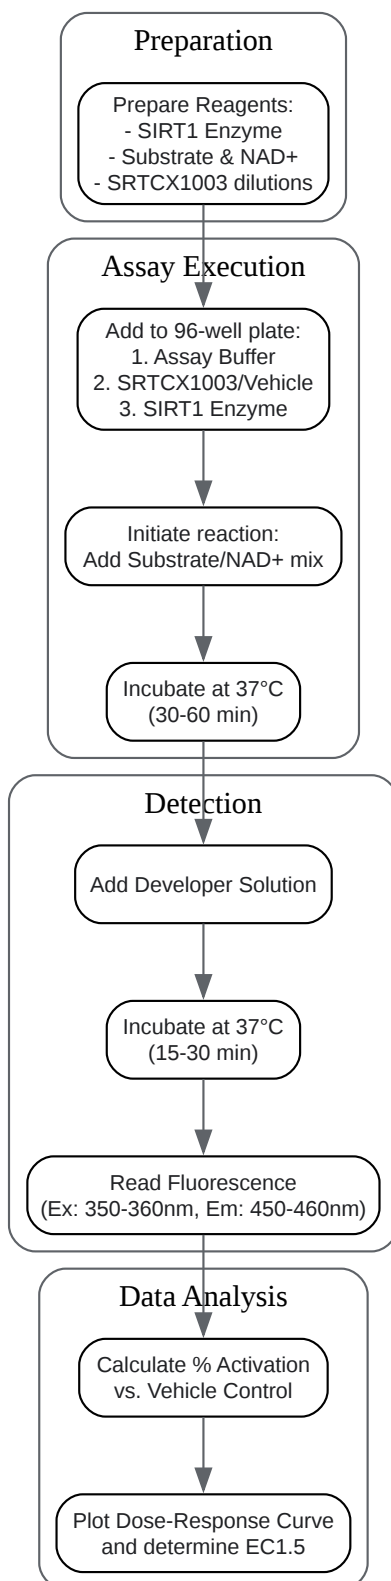 Preparation
Prepare Reagents:
- SIRT1 Enzyme
- Substrate & NAD+
- SRTCX1003 dilutions
Assay Execution
Add to 96-well plate:
1. Assay Buffer
2. SRTCX1003/Vehicle
3. SIRT1 Enzyme
Initiate reaction:
Add Substrate/NAD+ mix
Incubate at 37°C
(30-60 min)
Detection
Add Developer Solution
Incubate at 37°C
(15-30 min)
Read Fluorescence
(Ex: 350-360nm, Em: 450-460nm)
Data Analysis
Calculate % Activation
vs. Vehicle Control
Plot Dose-Response Curve
and determine EC1.5